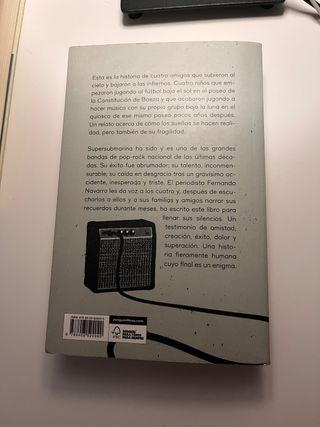 Esta es la historia de cuatro amigos que subieron al
cielo y bajaron a los infiernos. Cuatro niños que em-
pezaron jugando al fútbol bajo el sol en el paseo de
la Constitución de Baeza y que acabaron jugando a
hacer música con su propio grupo bajo la luna en el
quiosco de ese mismo paseo pocos años después.
Un relato acerca de cómo los sueños se hacen reali-
dad, pero también de su fragilidad.
Supersubmarina ha sido y es una de las grandes
bandas de pop-rock nacional de las últimas déca-
das. Su éxito fue abrumador; su talento, inconmen-
surable; su caída en desgracia tras un gravísimo ac-
cidente, inesperada y triste. El periodista Fernando
Navarro les da voz a los cuatro y, después de escu-
charlos a ellos y a sus familias y amigos narrar sus
recuerdos durante meses, ha escrito este libro para
llenar sus silencios. Un
testimonio de amistad,
creación, éxito, dolor y
superación. Una histo-
ria fieramente humana
cuyo final es un enigma.
penguinlibros.com
FSC